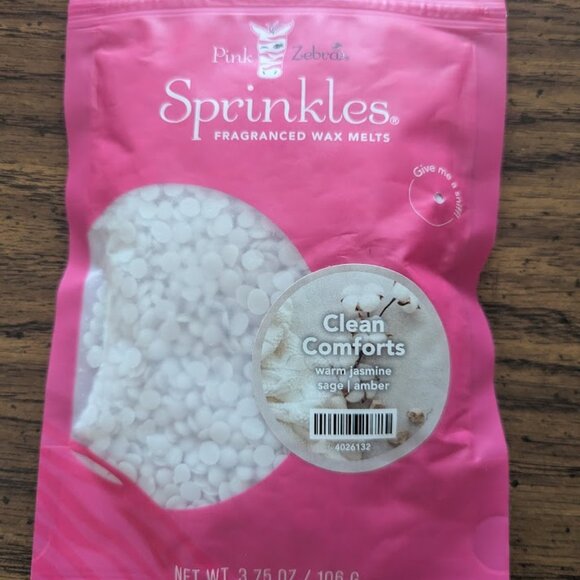 Pink Zebra
Sprinkles®
FRAGRANCED WAX MELTS
Give me a sniff!
Clean
Comforts
warm jasmine
sage | amber
4026132
NET WT. 3.75 OZ / 106 G